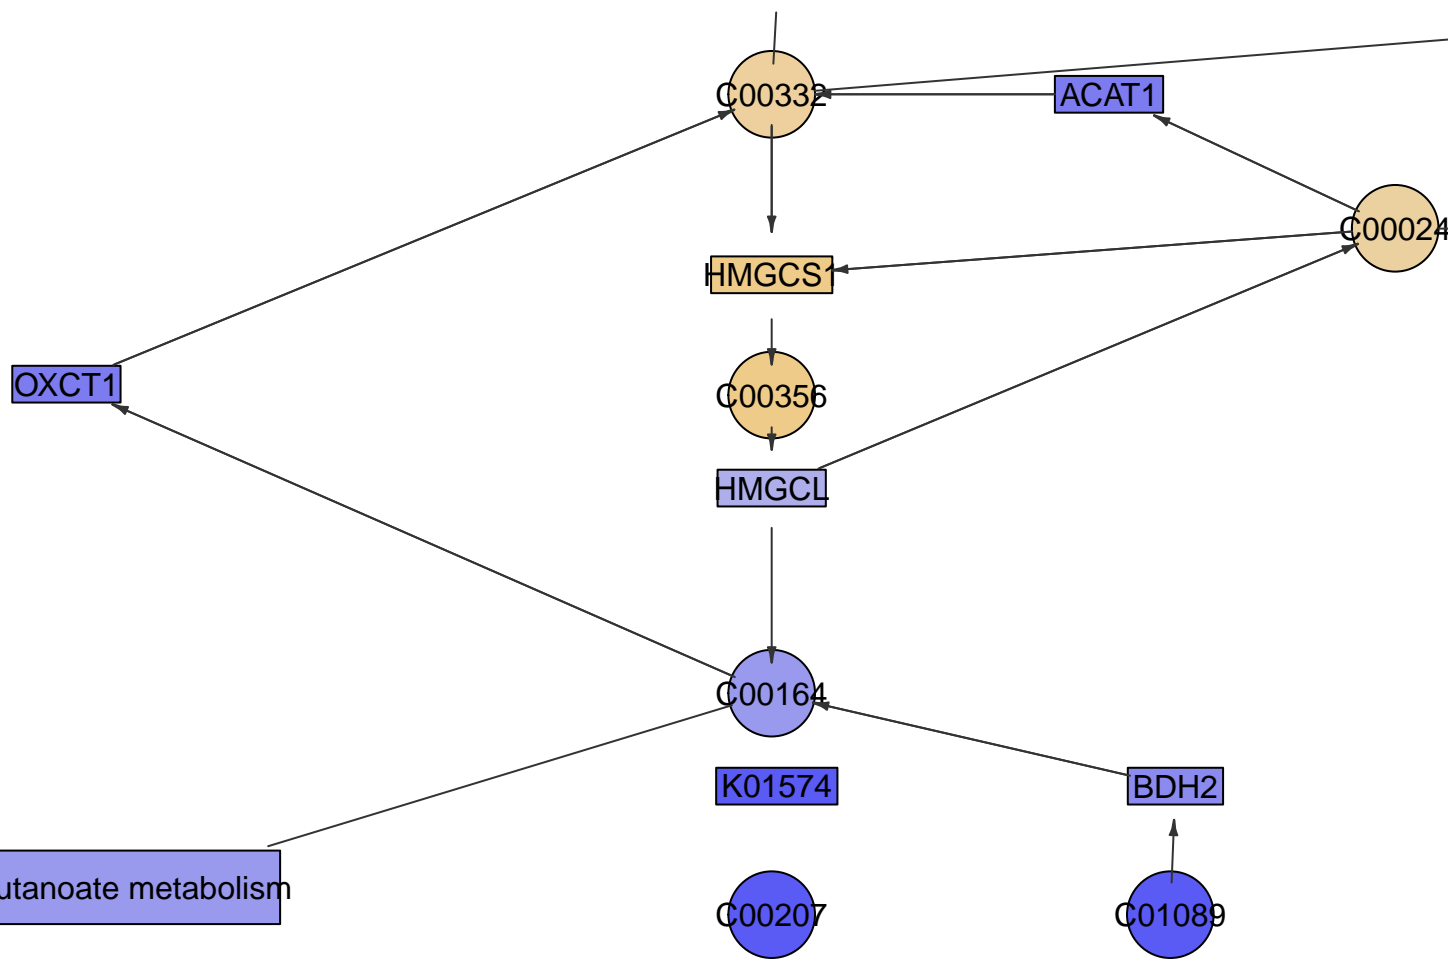 C00332
ACAT1
C00024
HMGCS1
OXCT1
C00356
HMGCL
C00164
K01574
BDH2
utanoate metabolism
C00207
C01089